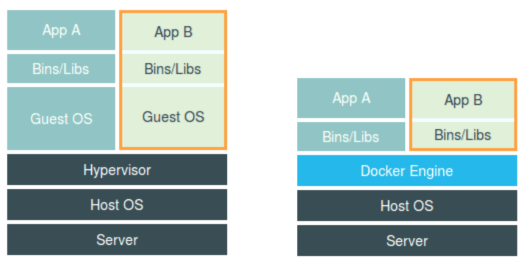 App A
App B
Bins/Libs
Bins/Libs
Guest OS
Guest OS
Hypervisor
Host OS
Server
App A
App B
Bins/Libs
Bins/Libs
Docker Engine
Host OS
Server